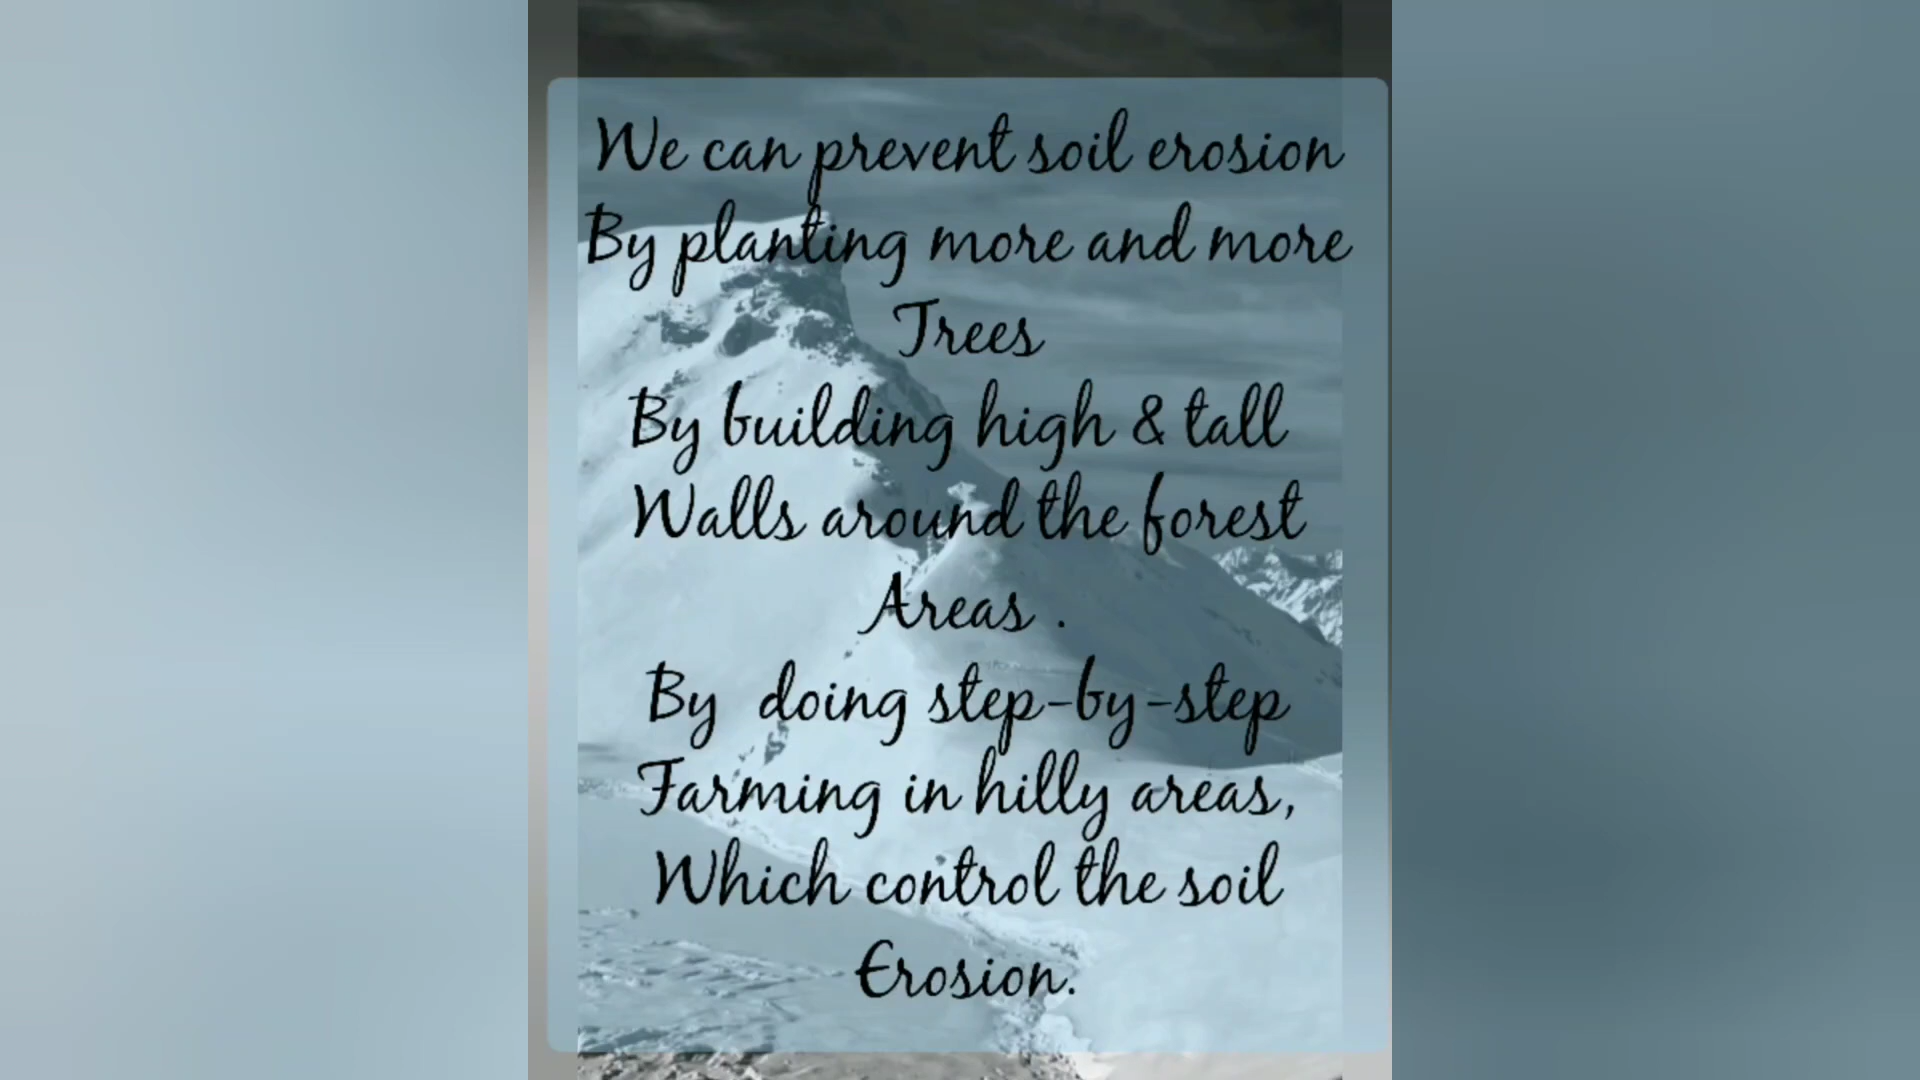 We can prevent soil erosion
By planting more and more
Trees
By building high & tall
Walls around the forest
Areas .
By doing step-by-step
Farming in hilly areas,
Which control the soil
Erosion.